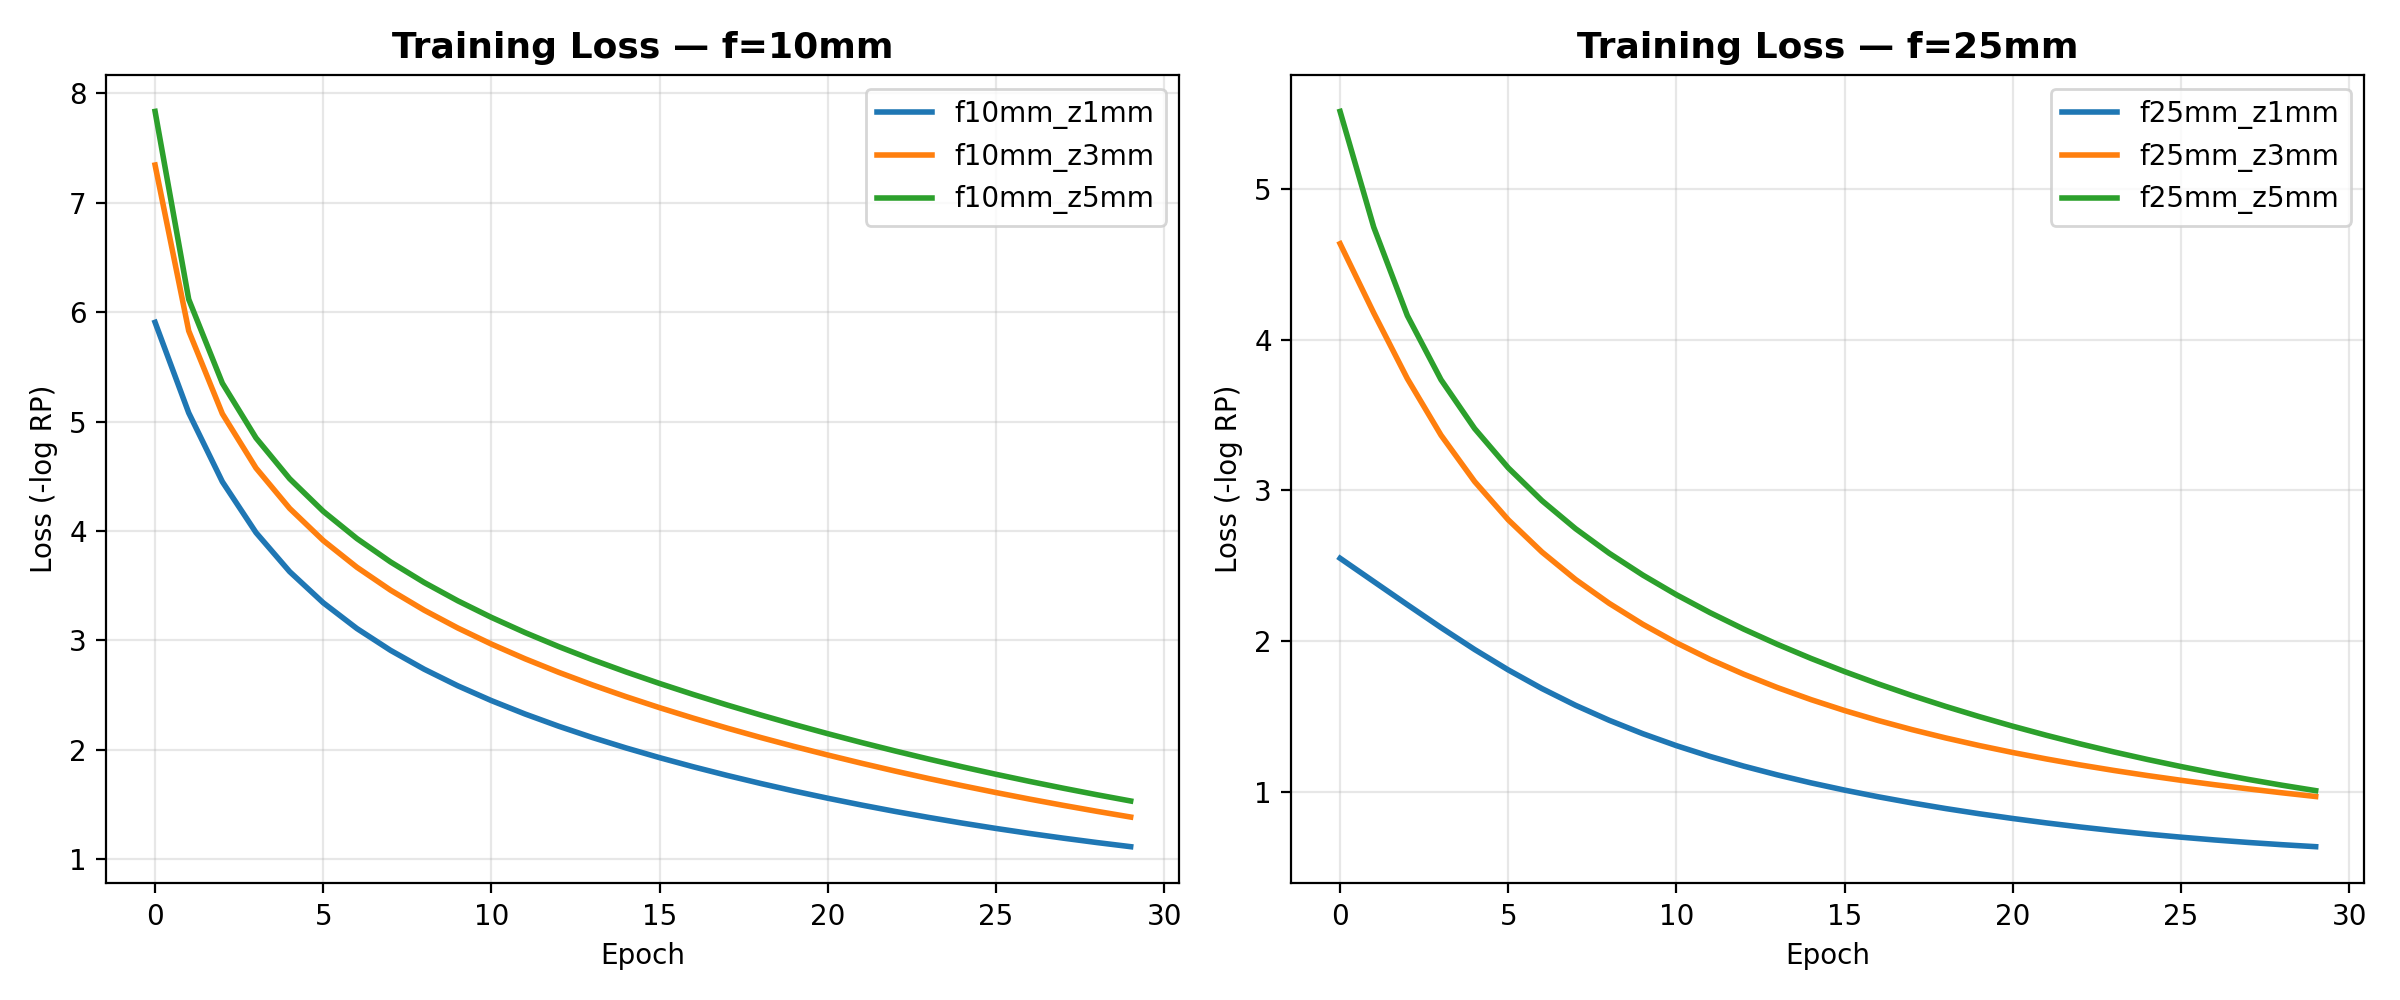 Training Loss — f=10mm
8
7
6
5
4
3
2
1
Loss (-log RP)
f10mm_z1mm
f10mm_z3mm
f10mm_z5mm
0 5 10 15 20 25 30
Epoch
Training Loss — f=25mm
5
4
3
2
1
Loss (-log RP)
f25mm_z1mm
f25mm_z3mm
f25mm_z5mm
0 5 10 15 20 25 30
Epoch